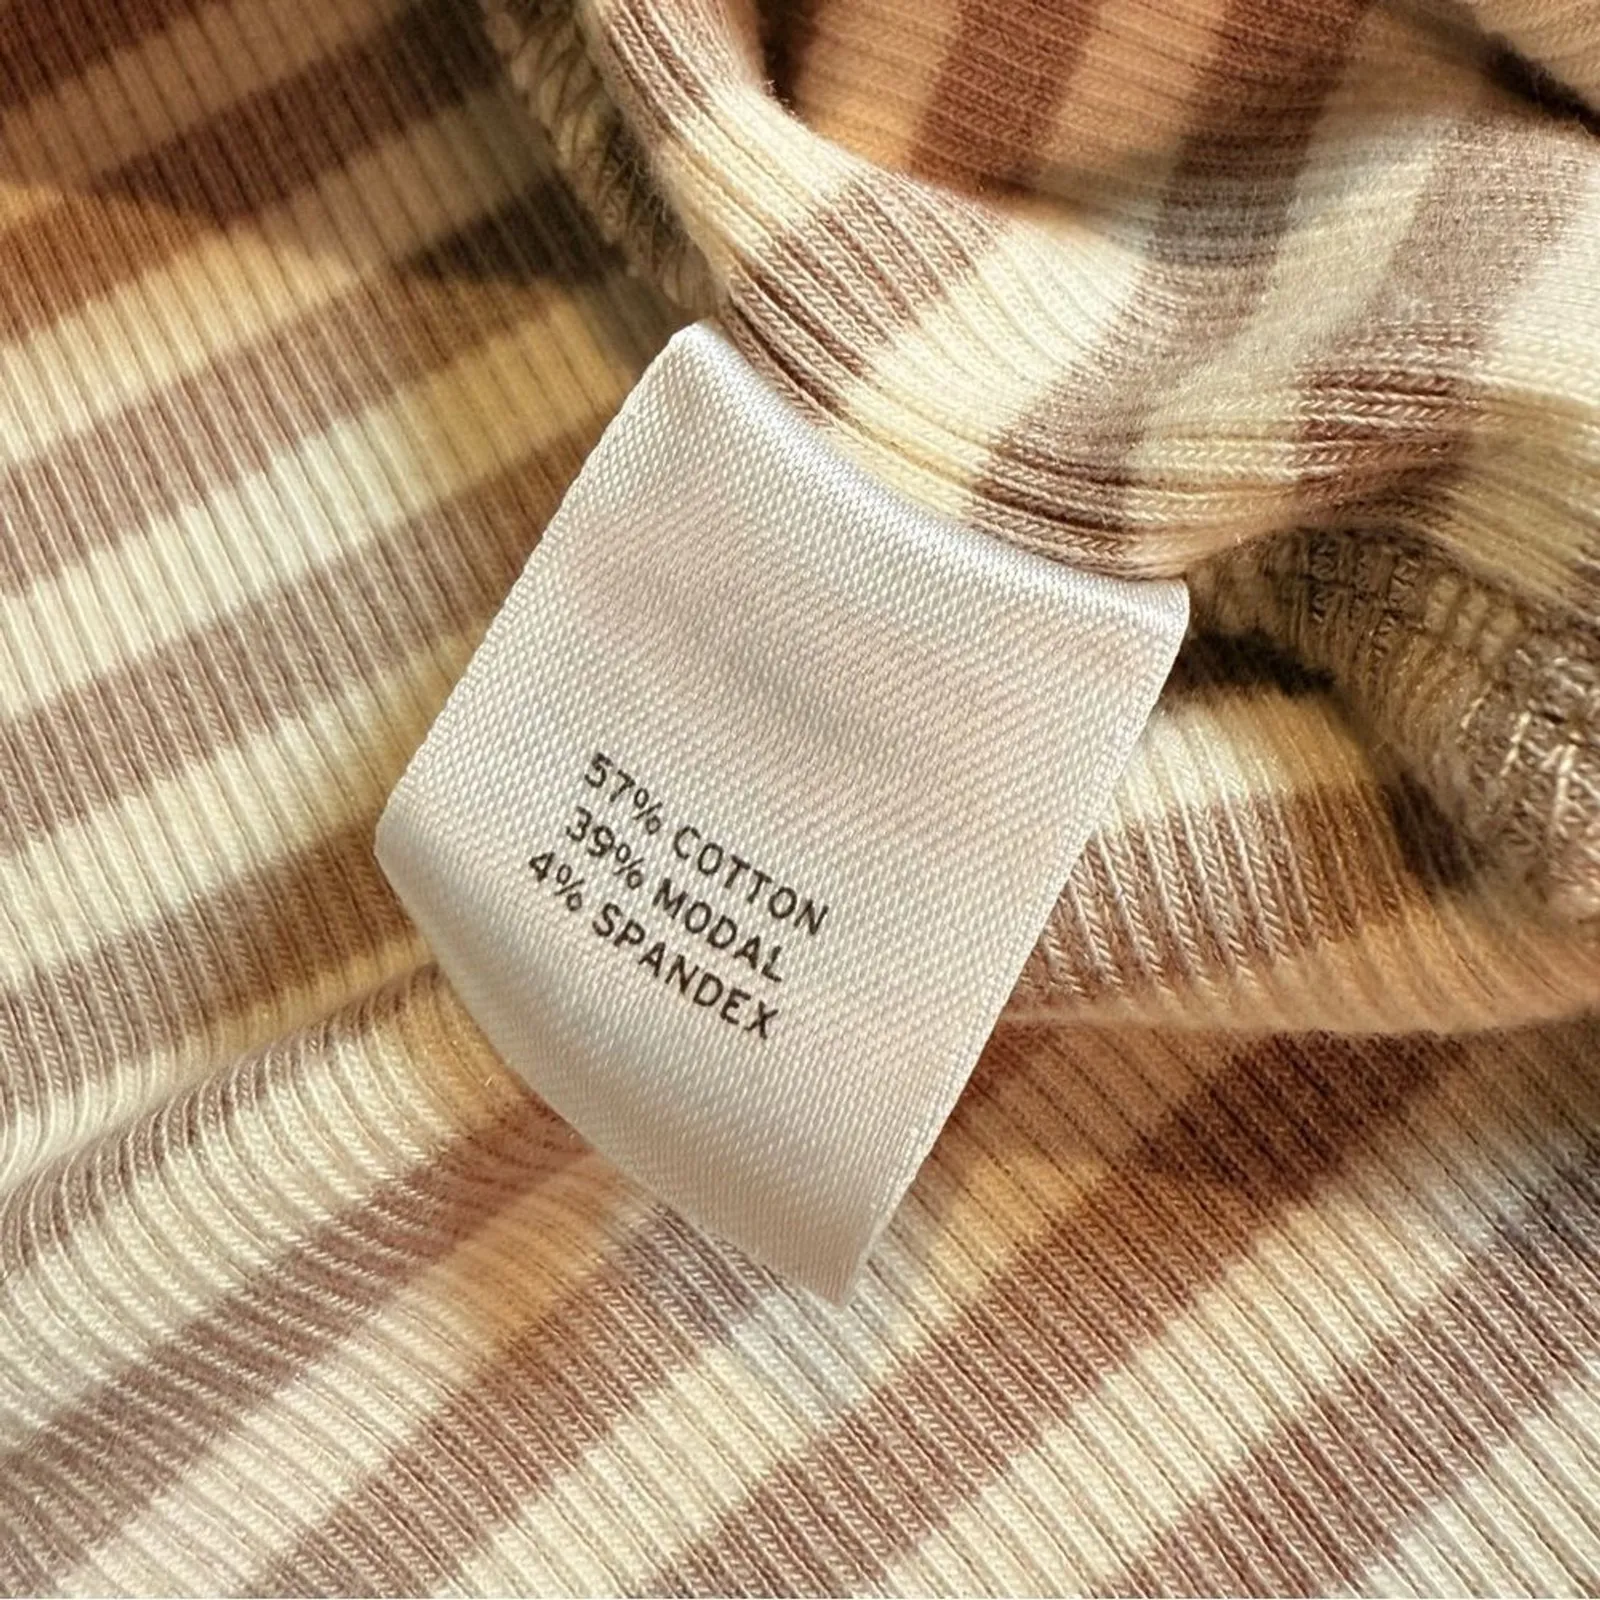 57% COTTON
39% MODAL
4% SPANDEX